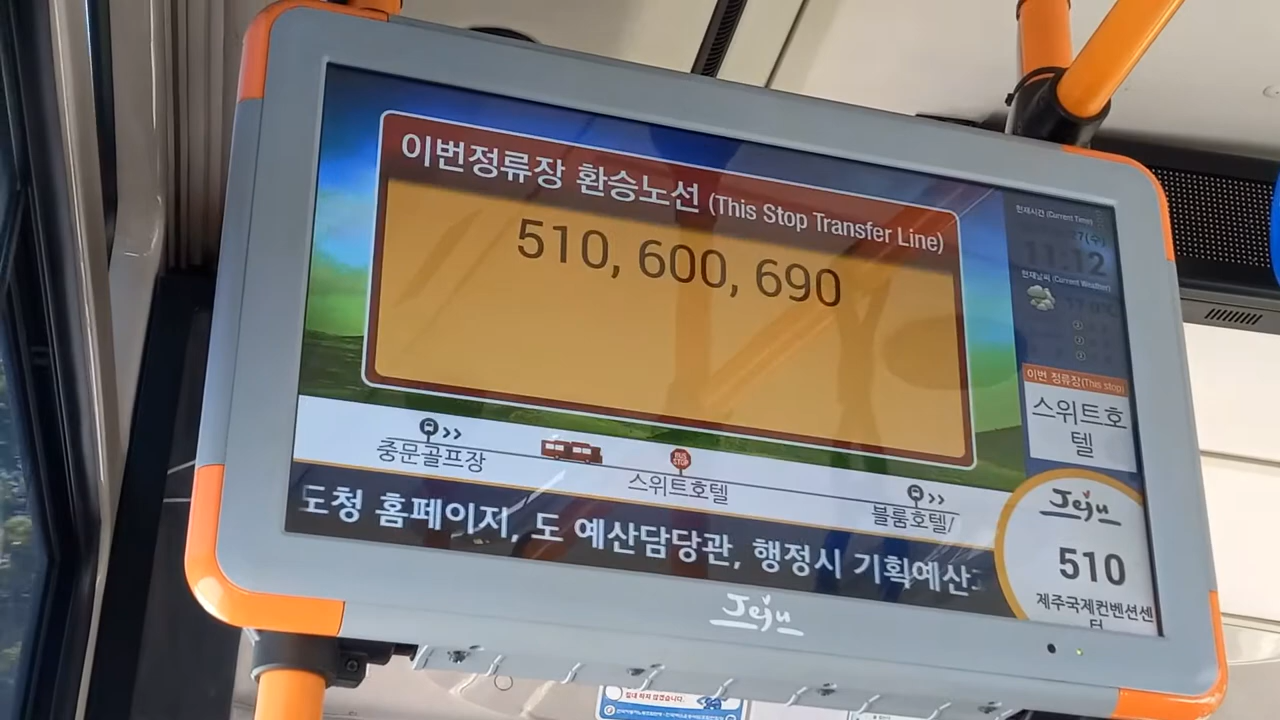 이번정류장 환승노선 (This Stop Transfer Line)
510, 600, 690
현재시간 (Current Time)
11:12
현재날씨 (Current Weather)
이번 정류장(This stop)
스위트호
텔
중문골프장
BUS
STOP
스위트호텔
블룸호텔/
도청 홈페이지, 도 예산담당관, 행정시 기획예산
Jeju
510
제주국제컨벤션센
터
Jeju